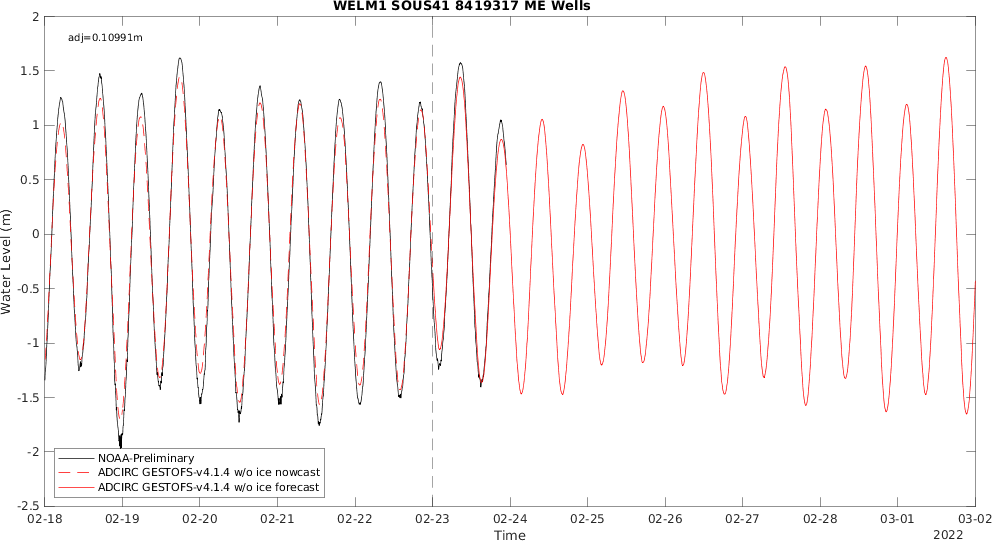 WELM1 SOUS41 8419317 ME Wells
adj=0.10991m
2
1.5
1
0.5
0
-0.5
-1
-1.5
-2
-2.5
Water Level (m)
NOAA-Preliminary
ADCIRC GESTOFS-v4.1.4 w/o ice nowcast
ADCIRC GESTOFS-v4.1.4 w/o ice forecast
02-18 02-19 02-20 02-21 02-22 02-23 02-24 02-25 02-26 02-27 02-28 03-01 03-02
Time
2022